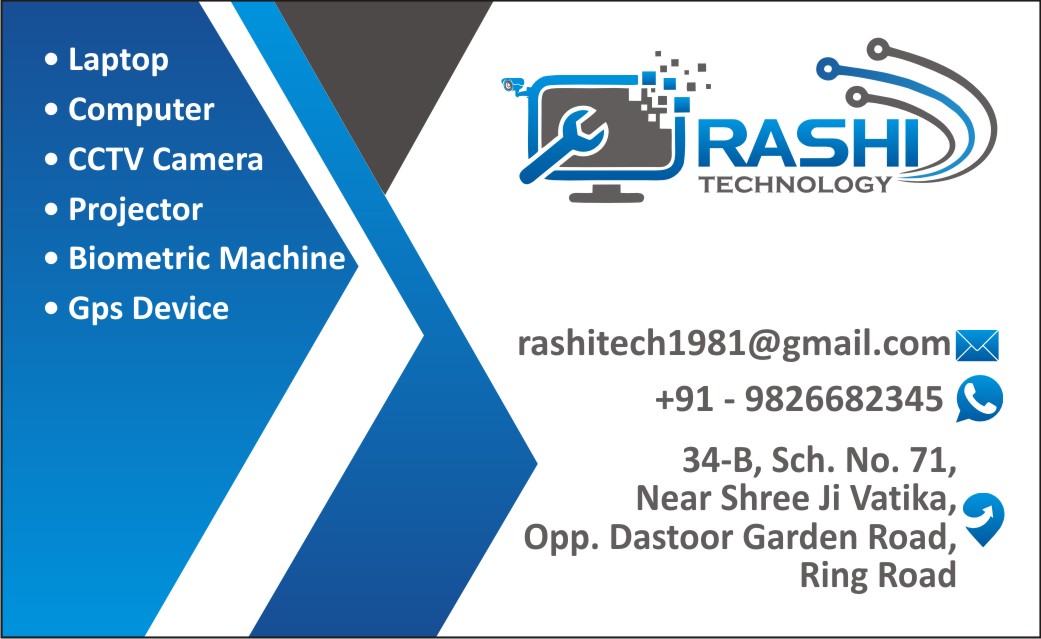 • Laptop
• Computer
• CCTV Camera
• Projector
• Biometric Machine
• Gps Device
RASHI
TECHNOLOGY
rashitech1981@gmail.com
+91 - 9826682345
34-B, Sch. No. 71,
Near Shree Ji Vatika,
Opp. Dastoor Garden Road,
Ring Road